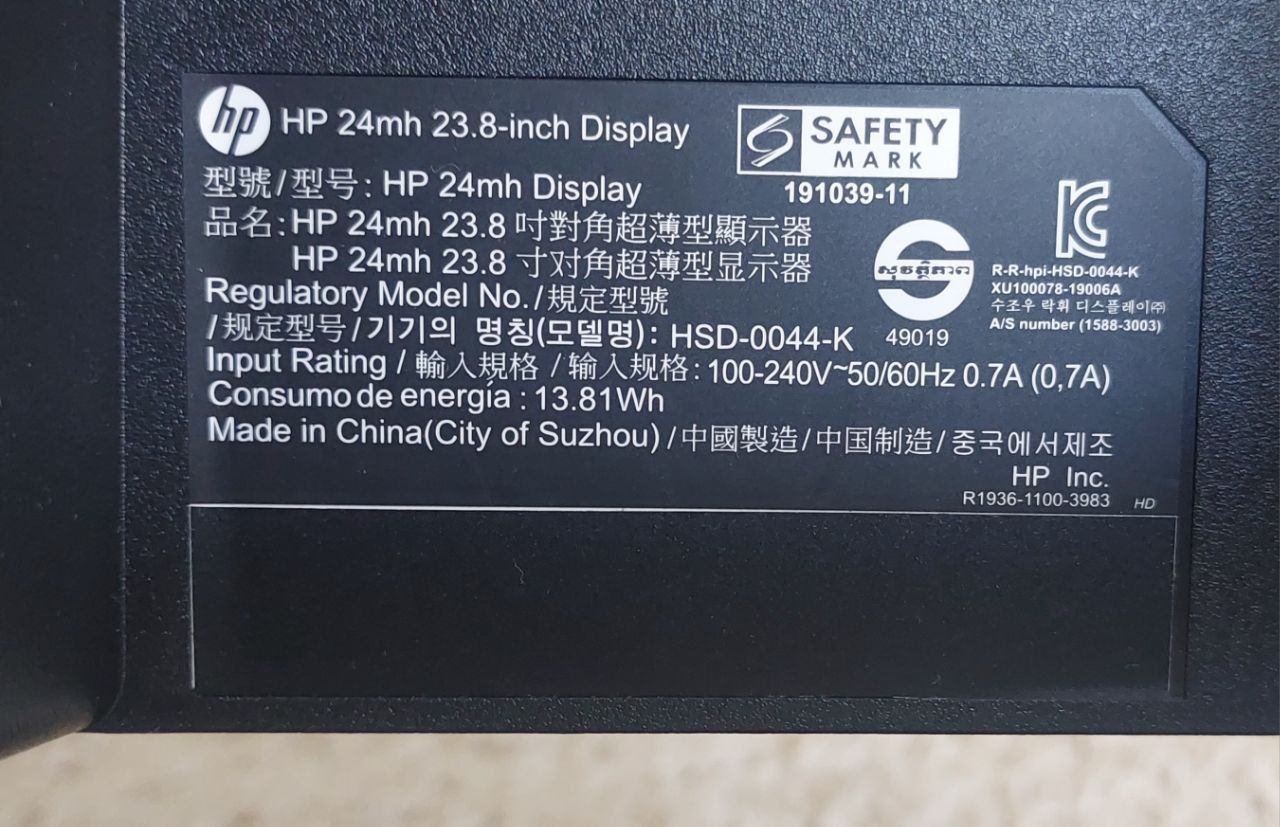 hp HP 24mh 23.8-inch Display
SAFETY
MARK
191039-11
型號/型号: HP 24mh Display
品名:HP 24mh 23.8 吋對角超薄型顯示器
HP 24mh 23.8 寸对角超薄型显示器
49019
R-R-hpi-HSD-0044-K
XU100078-19006A
수조우 락휘 디스플레이㈜
A/S number (1588-3003)
Regulatory Model No./規定型號
/规定型号/기기의 명칭(모델명): HSD-0044-K
Input Rating / 輸入規格 / 输入规格: 100-240V~50/60Hz 0.7A (0,7A)
Consumo de energía : 13.81Wh
Made in China(City of Suzhou)/中國製造/中国制造/중국에서제조
HP Inc.
R1936-1100-3983 HD